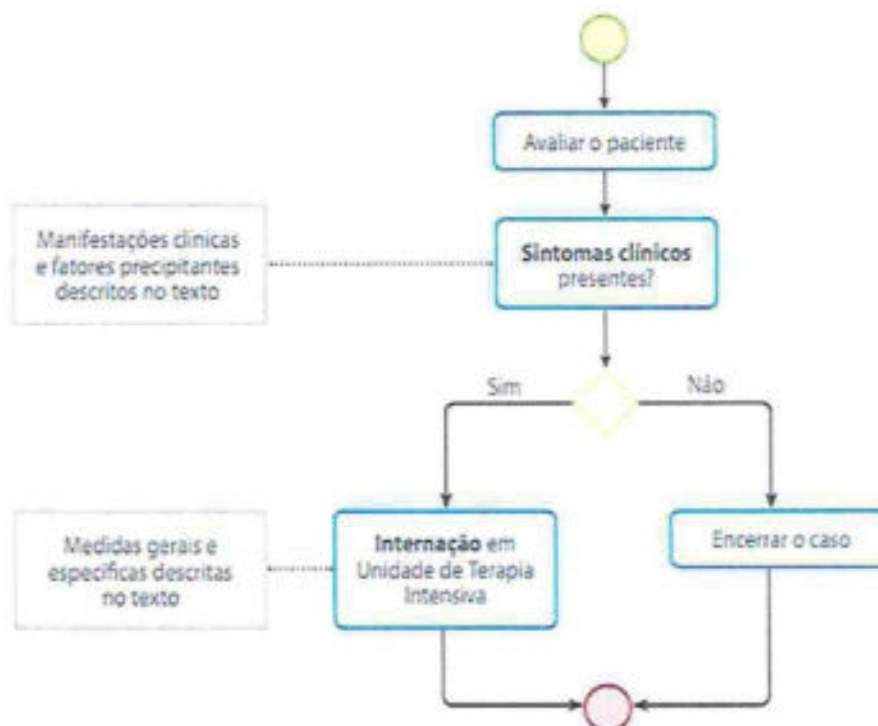 Avaliar o paciente
Manifestações clínicas
e fatores precipitantes
descritos no texto
Sintomas clínicos
presentes?
Sim
Não
Medidas gerais e
específicas descritas
no texto
Internação em
Unidade de Terapia
Intensiva
Encerrar o caso